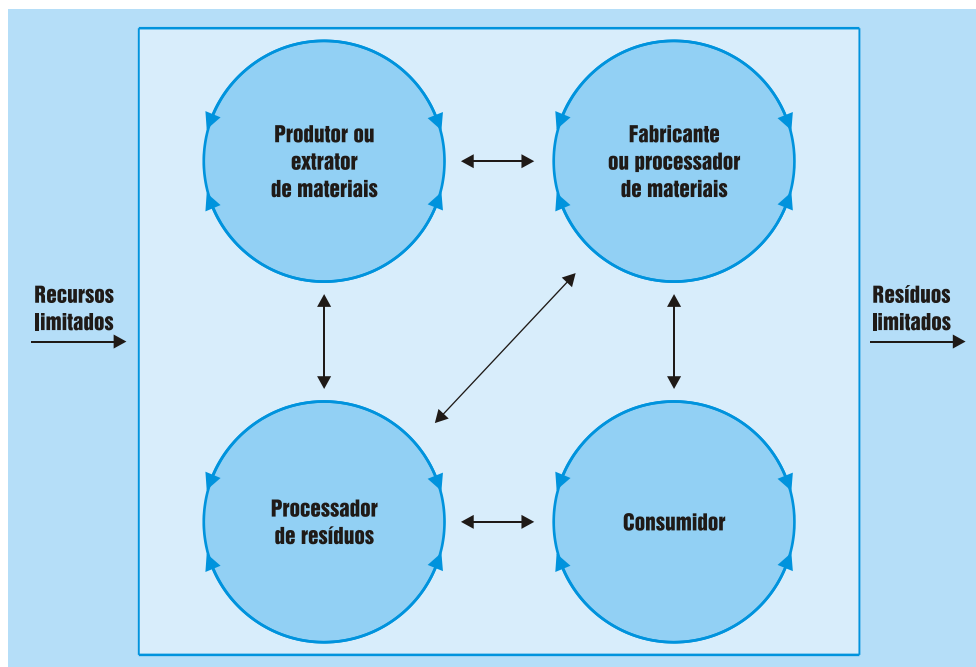 Produtor ou
extrator
de materiais
Fabricante
ou processador
de materiais
Recursos
limitados
Resíduos
limitados
Processador
de resíduos
Consumidor